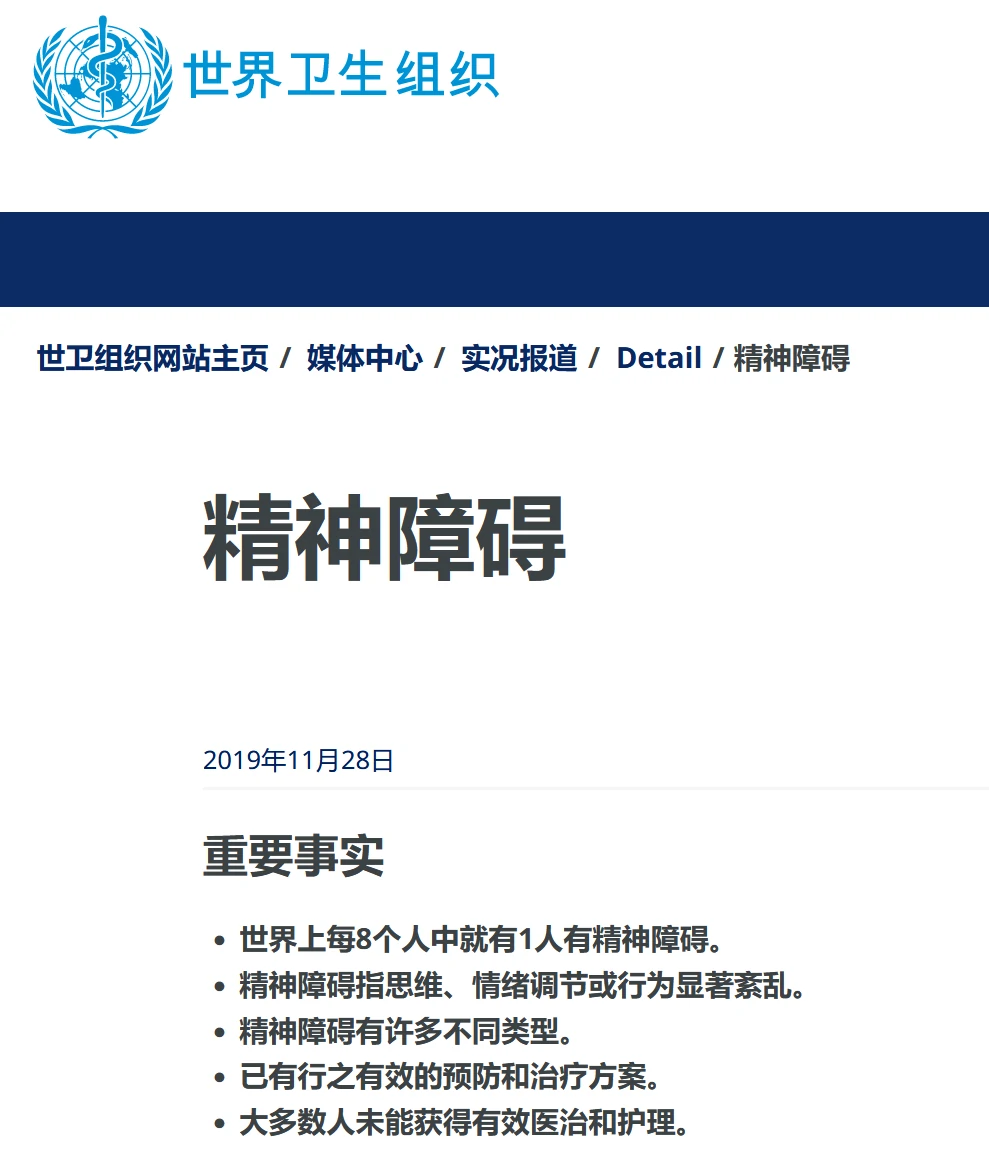 世界卫生组织
世卫组织网站主页 / 媒体中心 / 实况报道 / Detail / 精神障碍
精神障碍
2019年11月28日
重要事实
• 世界上每8个人中就有1人有精神障碍。
• 精神障碍指思维、情绪调节或行为显著紊乱。
• 精神障碍有许多不同类型。
• 已有行之有效的预防和治疗方案。
• 大多数人未能获得有效医治和护理。